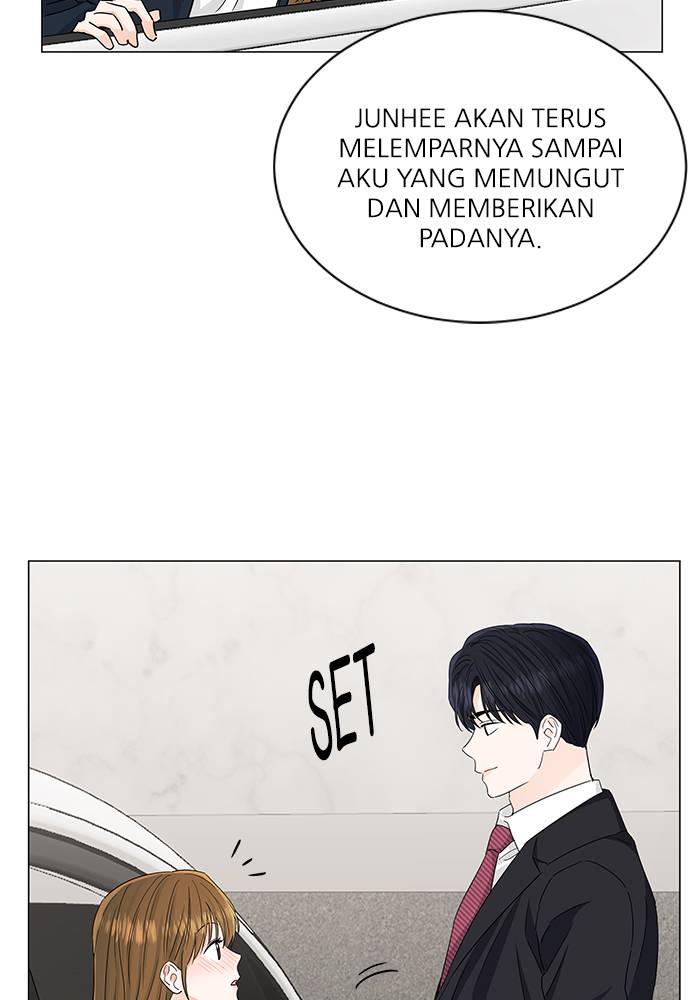 JUNHEE AKAN TERUS
MELEMPARNYA SAMPAI
AKU YANG MEMUNGUT
DAN MEMBERIKAN
PADANYA.
SET